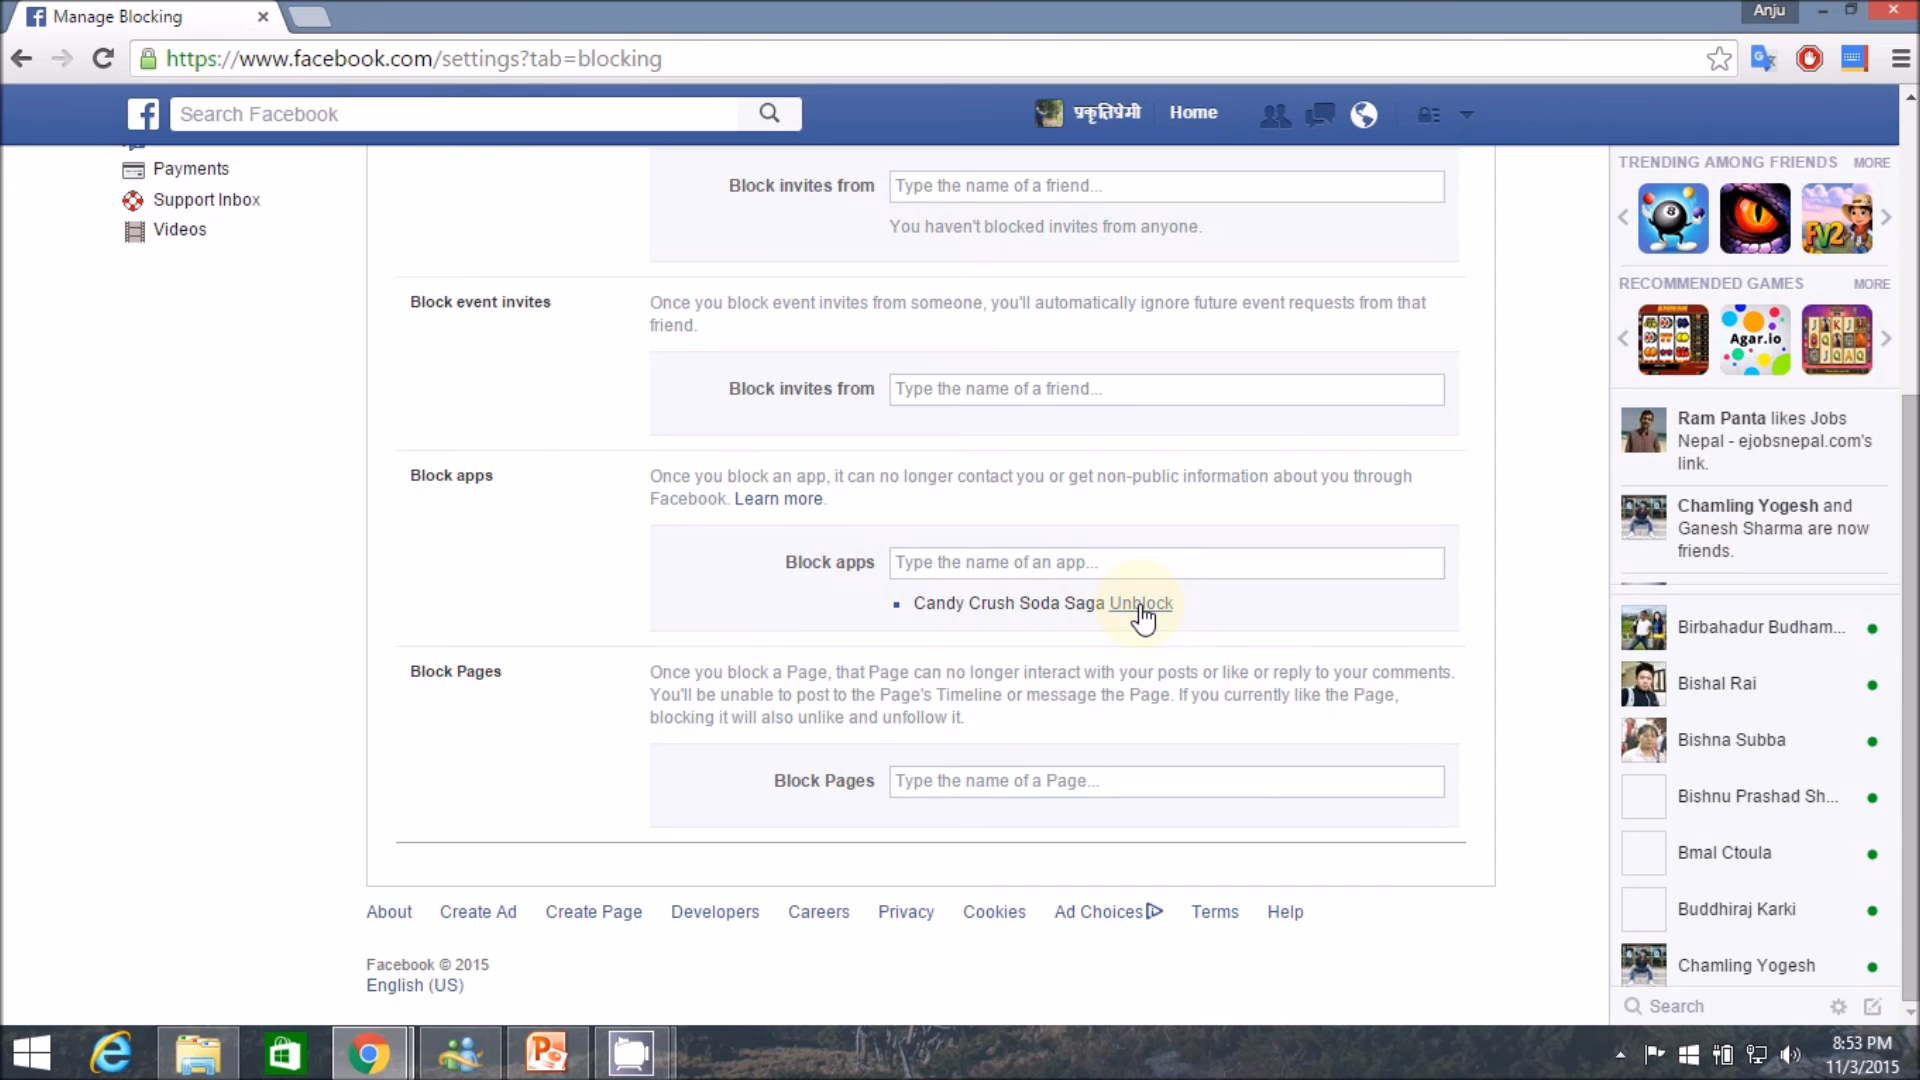 Manage Blocking
Anju
https://www.facebook.com/settings?tab=blocking
Search Facebook
प्रकृतिप्रेमी
Home
Payments
Support Inbox
Videos
Block invites from
Type the name of a friend...
You haven't blocked invites from anyone.
Block event invites
Once you block event invites from someone, you'll automatically ignore future event requests from that
friend.
Block invites from
Type the name of a friend...
Block apps
Once you block an app, it can no longer contact you or get non-public information about you through
Facebook. Learn more.
Block apps
Type the name of an app...
Candy Crush Soda Saga Unblock
Block Pages
Once you block a Page, that Page can no longer interact with your posts or like or reply to your comments.
You'll be unable to post to the Page's Timeline or message the Page. If you currently like the Page,
blocking it will also unlike and unfollow it.
Block Pages
Type the name of a Page...
About Create Ad Create Page Developers Careers Privacy Cookies Ad Choices Terms Help
Facebook © 2015
English (US)
TRENDING AMONG FRIENDS MORE
8
FV2
RECOMMENDED GAMES MORE
Agar.io
Ram Panta likes Jobs
Nepal - ejobsnepal.com's
link.
Chamling Yogesh and
Ganesh Sharma are now
friends.
Birbahadur Budham...
Bishal Rai
Bishna Subba
Bishnu Prashad Sh...
Bmal Ctoula
Buddhiraj Karki
Chamling Yogesh
Search
8:53 PM
11/3/2015